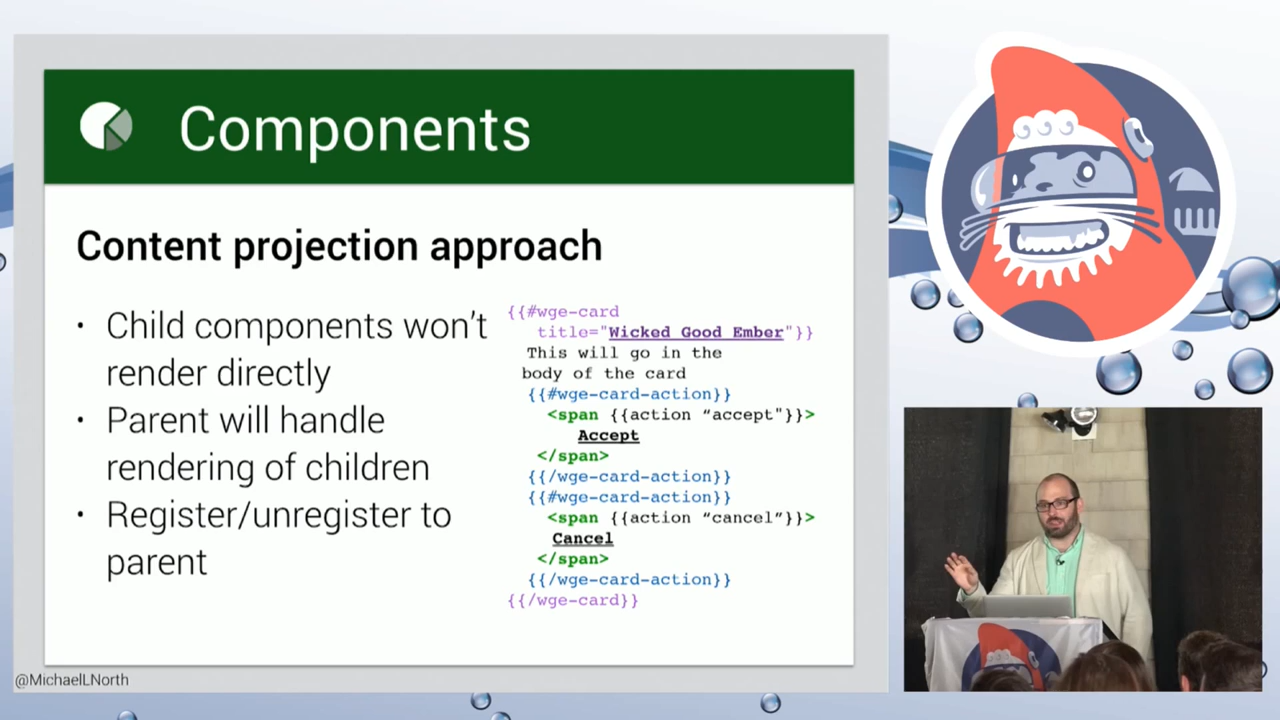 Components
Content projection approach
• Child components won't
render directly
• Parent will handle
rendering of children
• Register/unregister to
parent
{{#wge-card
title="Wicked Good Ember"}}
This will go in the
body of the card
{{#wge-card-action}}
<span {{action “accept"}}>
Accept
</span>
{{/wge-card-action}}
{{#wge-card-action}}
<span {{action “cancel”}}>
Cancel
</span>
{{/wge-card-action}}
{{/wge-card}}
@MichaelLNorth